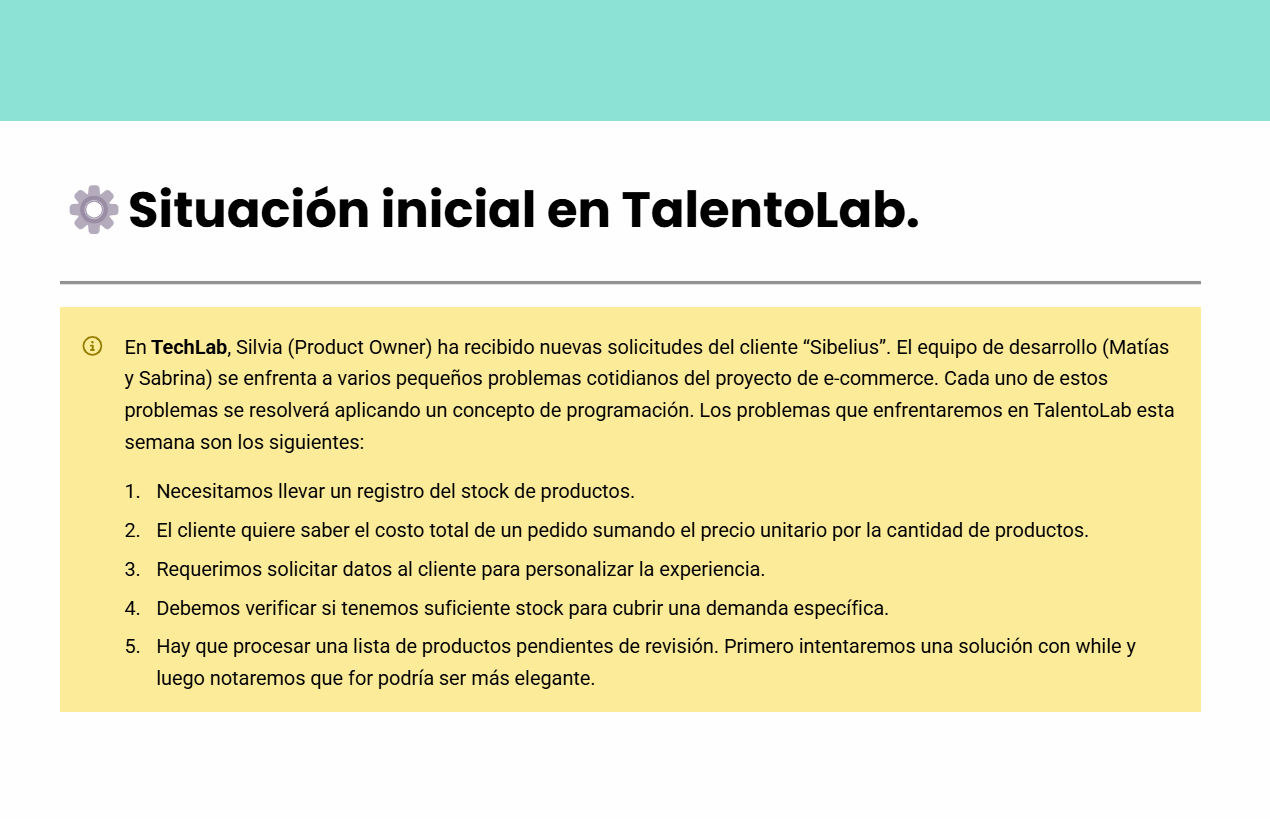 Situación inicial en TalentoLab.
En TechLab, Silvia (Product Owner) ha recibido nuevas solicitudes del cliente “Sibelius”. El equipo de desarrollo (Matías
y Sabrina) se enfrenta a varios pequeños problemas cotidianos del proyecto de e-commerce. Cada uno de estos
problemas se resolverá aplicando un concepto de programación. Los problemas que enfrentaremos en TalentoLab esta
semana son los siguientes:
1. Necesitamos llevar un registro del stock de productos.
2. El cliente quiere saber el costo total de un pedido sumando el precio unitario por la cantidad de productos.
3. Requerimos solicitar datos al cliente para personalizar la experiencia.
4. Debemos verificar si tenemos suficiente stock para cubrir una demanda específica.
5. Hay que procesar una lista de productos pendientes de revisión. Primero intentaremos una solución con while y
luego notaremos que for podría ser más elegante.